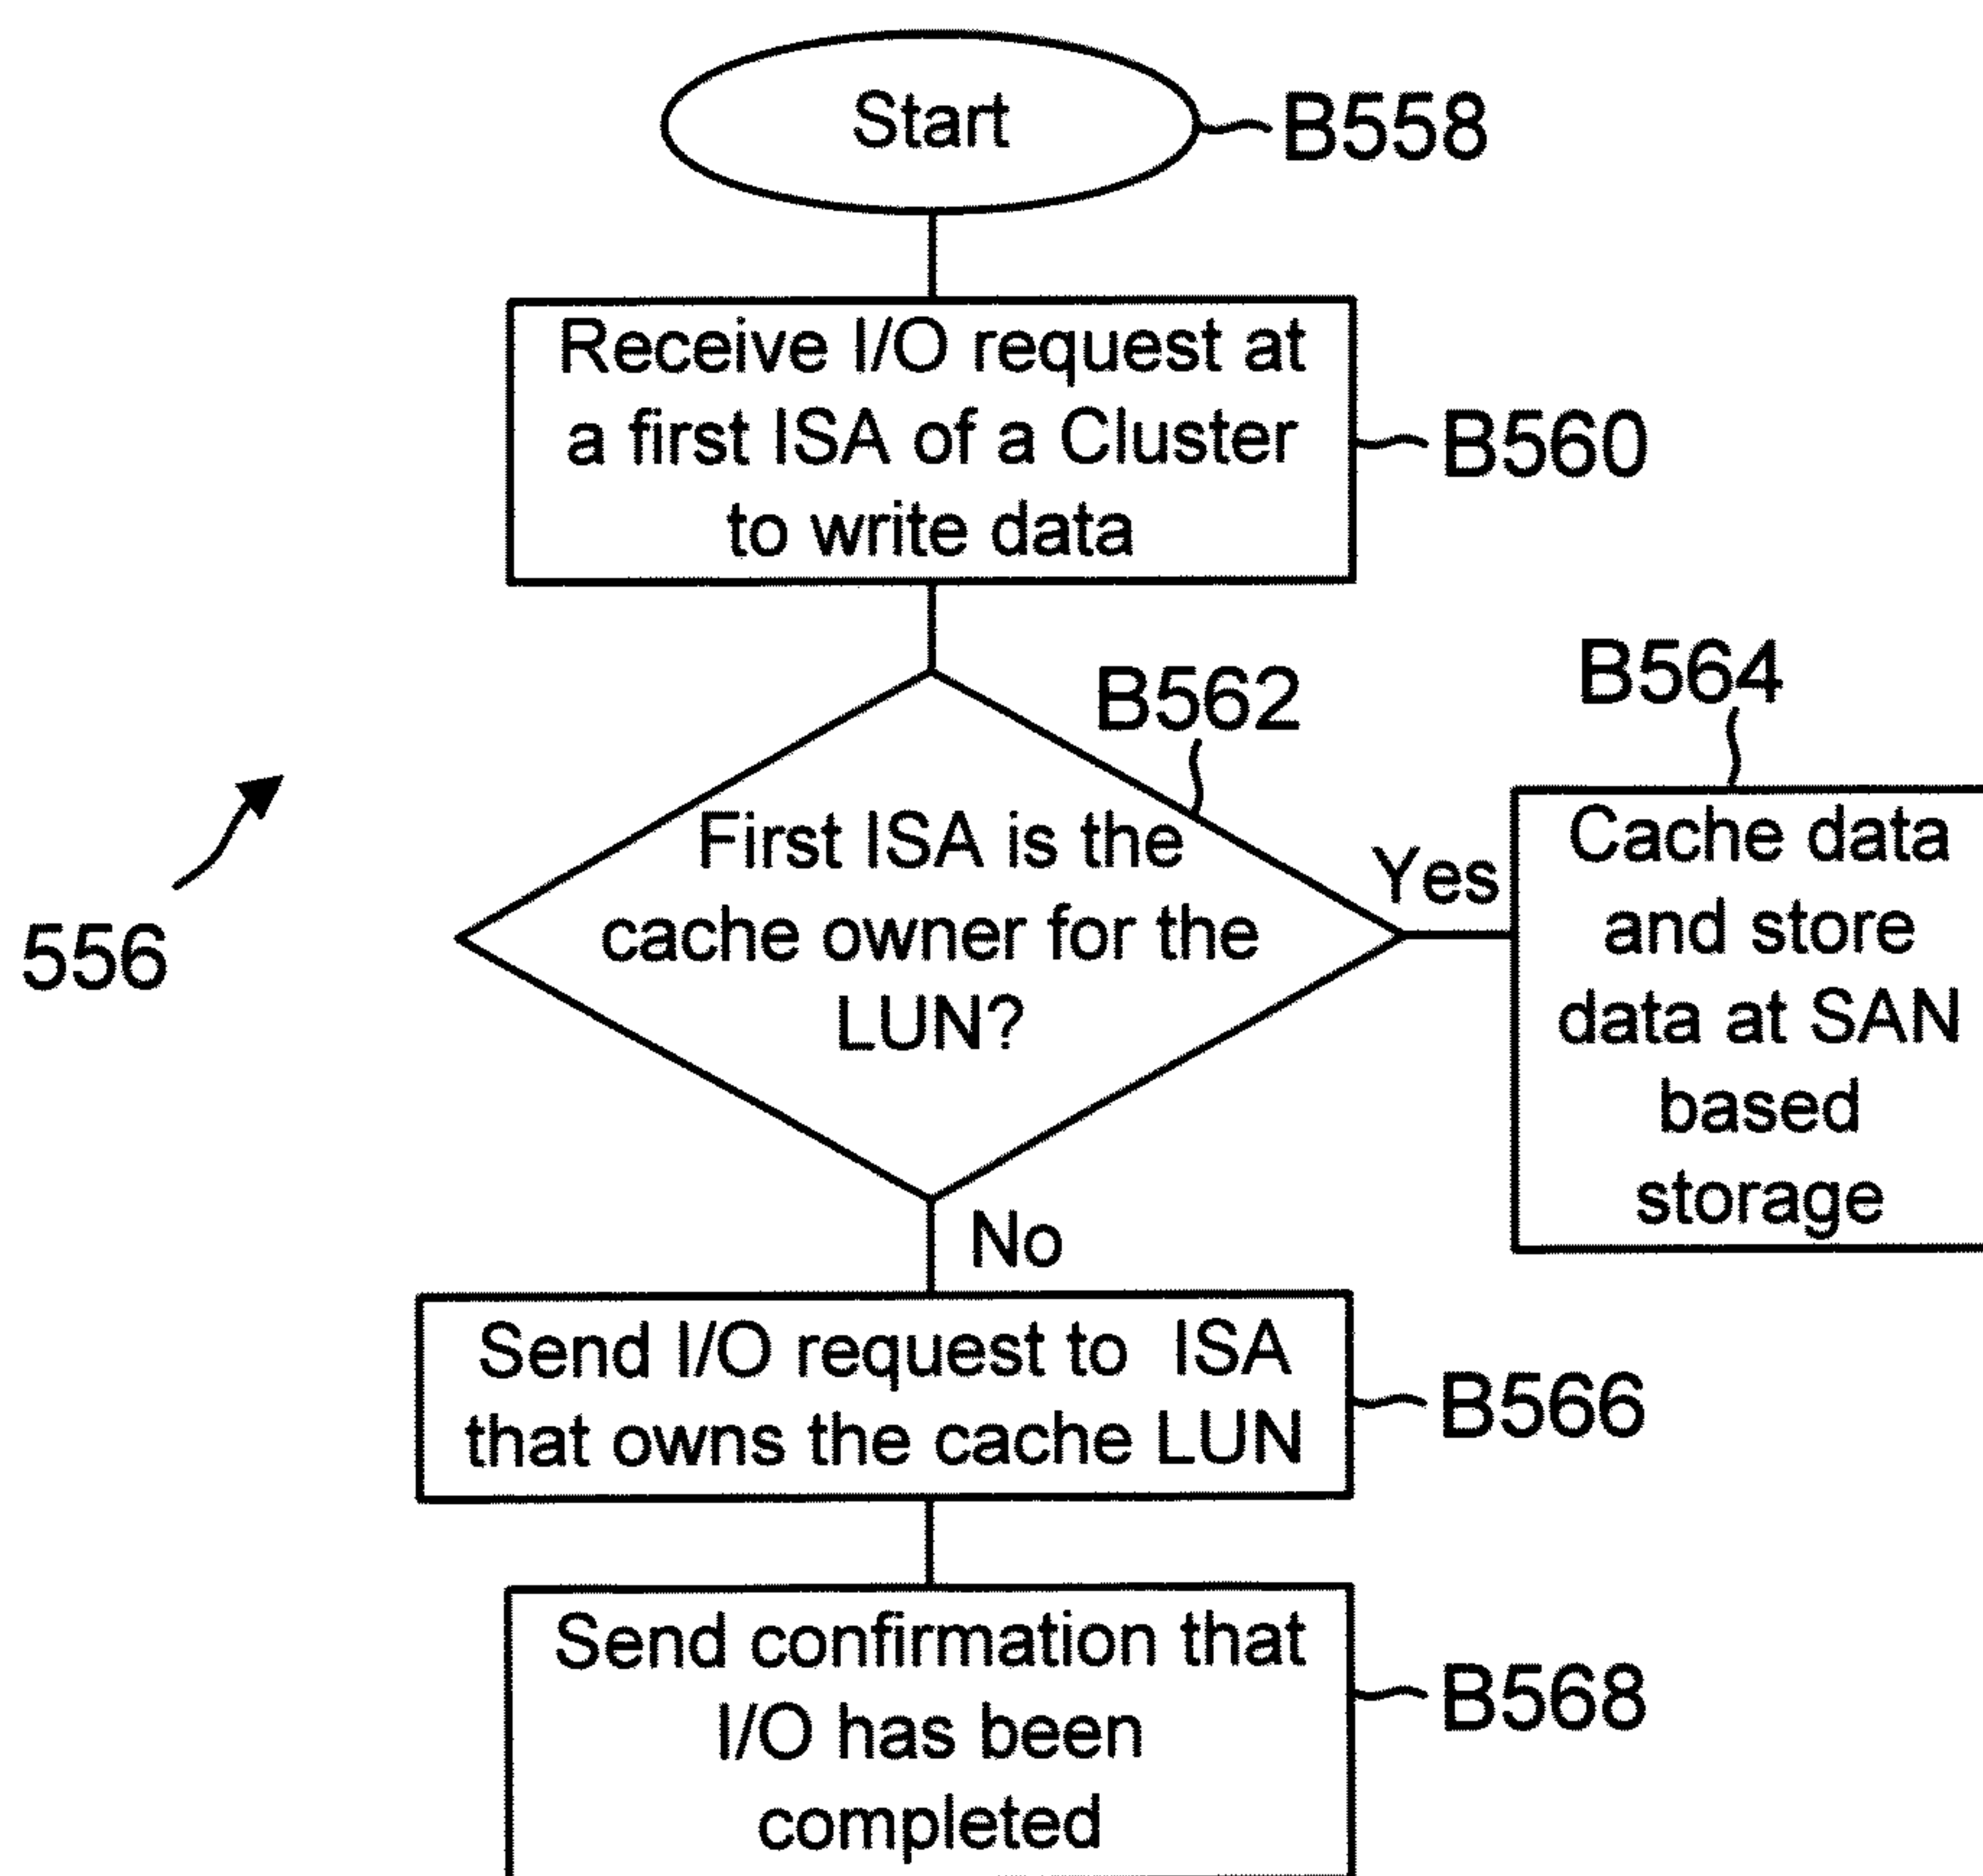 Start
B558
Receive I/O request at
a first ISA of a Cluster
to write data
B560
B562
First ISA is the
cache owner for the
LUN?
Yes
B564
Cache data
and store
data at SAN
based
storage
556
No
Send I/O request to ISA
that owns the cache LUN
B566
Send confirmation that
I/O has been
completed
B568